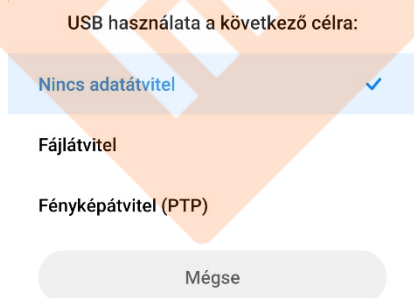 USB használata a következő célra:
Nincs adatátvitel
Fájlátvitel
Fényképátvitel (PTP)
Mégse